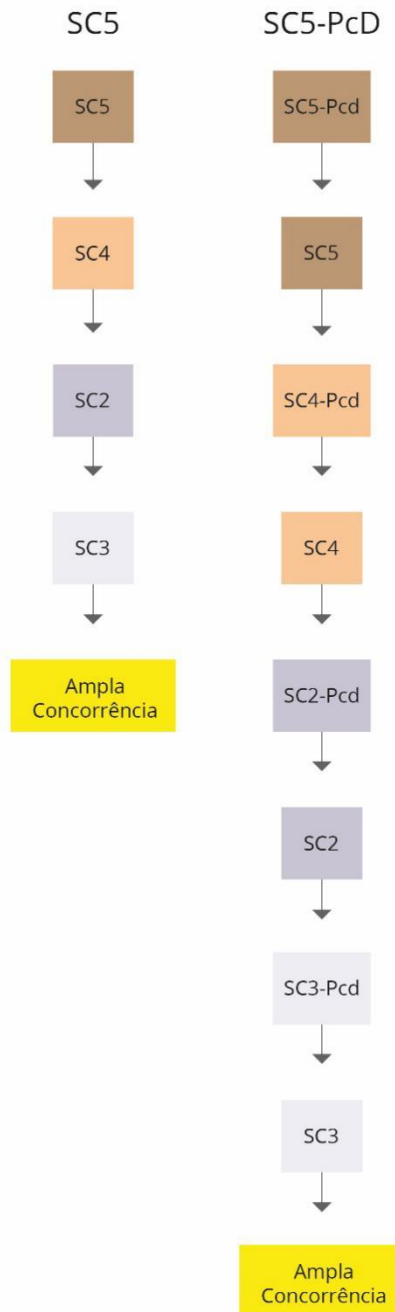 SC5
SC5
SC4
SC2
SC3
Ampla
Concorrência
SC5-PcD
SC5-Pcd
SC5
SC4-Pcd
SC4
SC2-Pcd
SC2
SC3-Pcd
SC3
Ampla
Concorrência